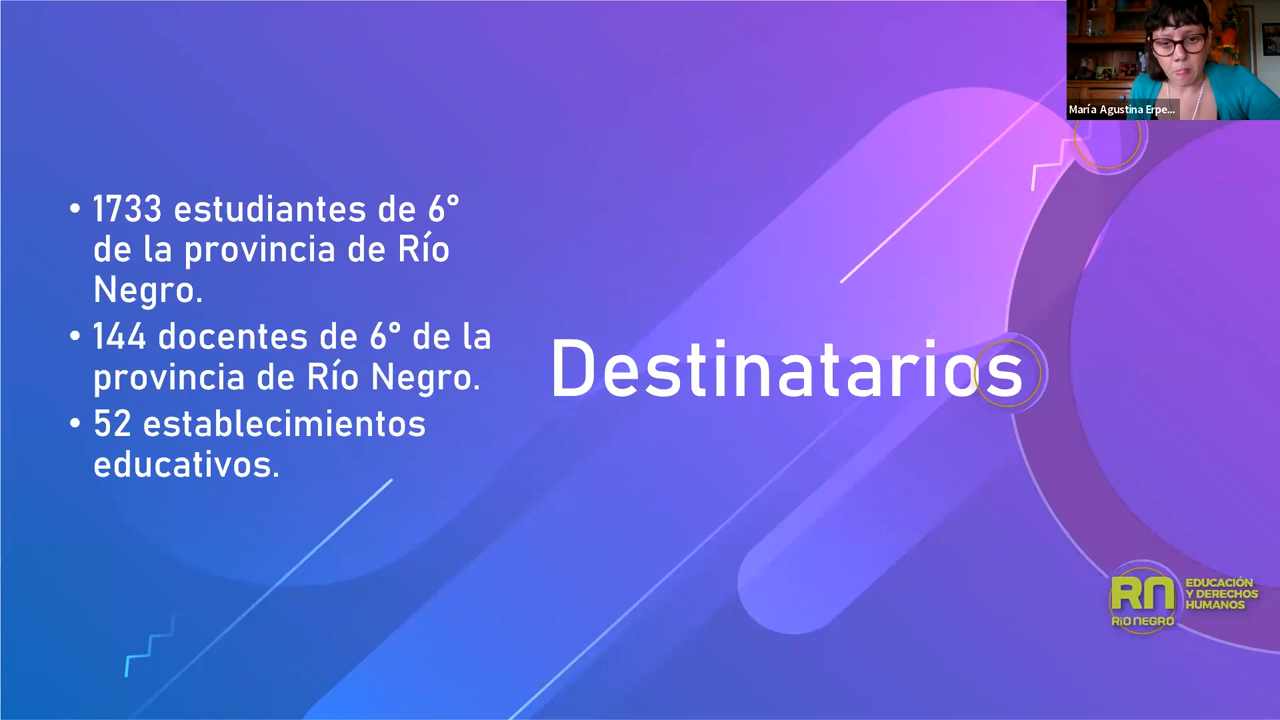 María Agustina Erpe...
• 1733 estudiantes de 6°
de la provincia de Río
Negro.
• 144 docentes de 6° de la
provincia de Río Negro.
• 52 establecimientos
educativos.
Destinatarios
RN
RÍO NEGRO
EDUCACIÓN
Y DERECHOS
HUMANOS